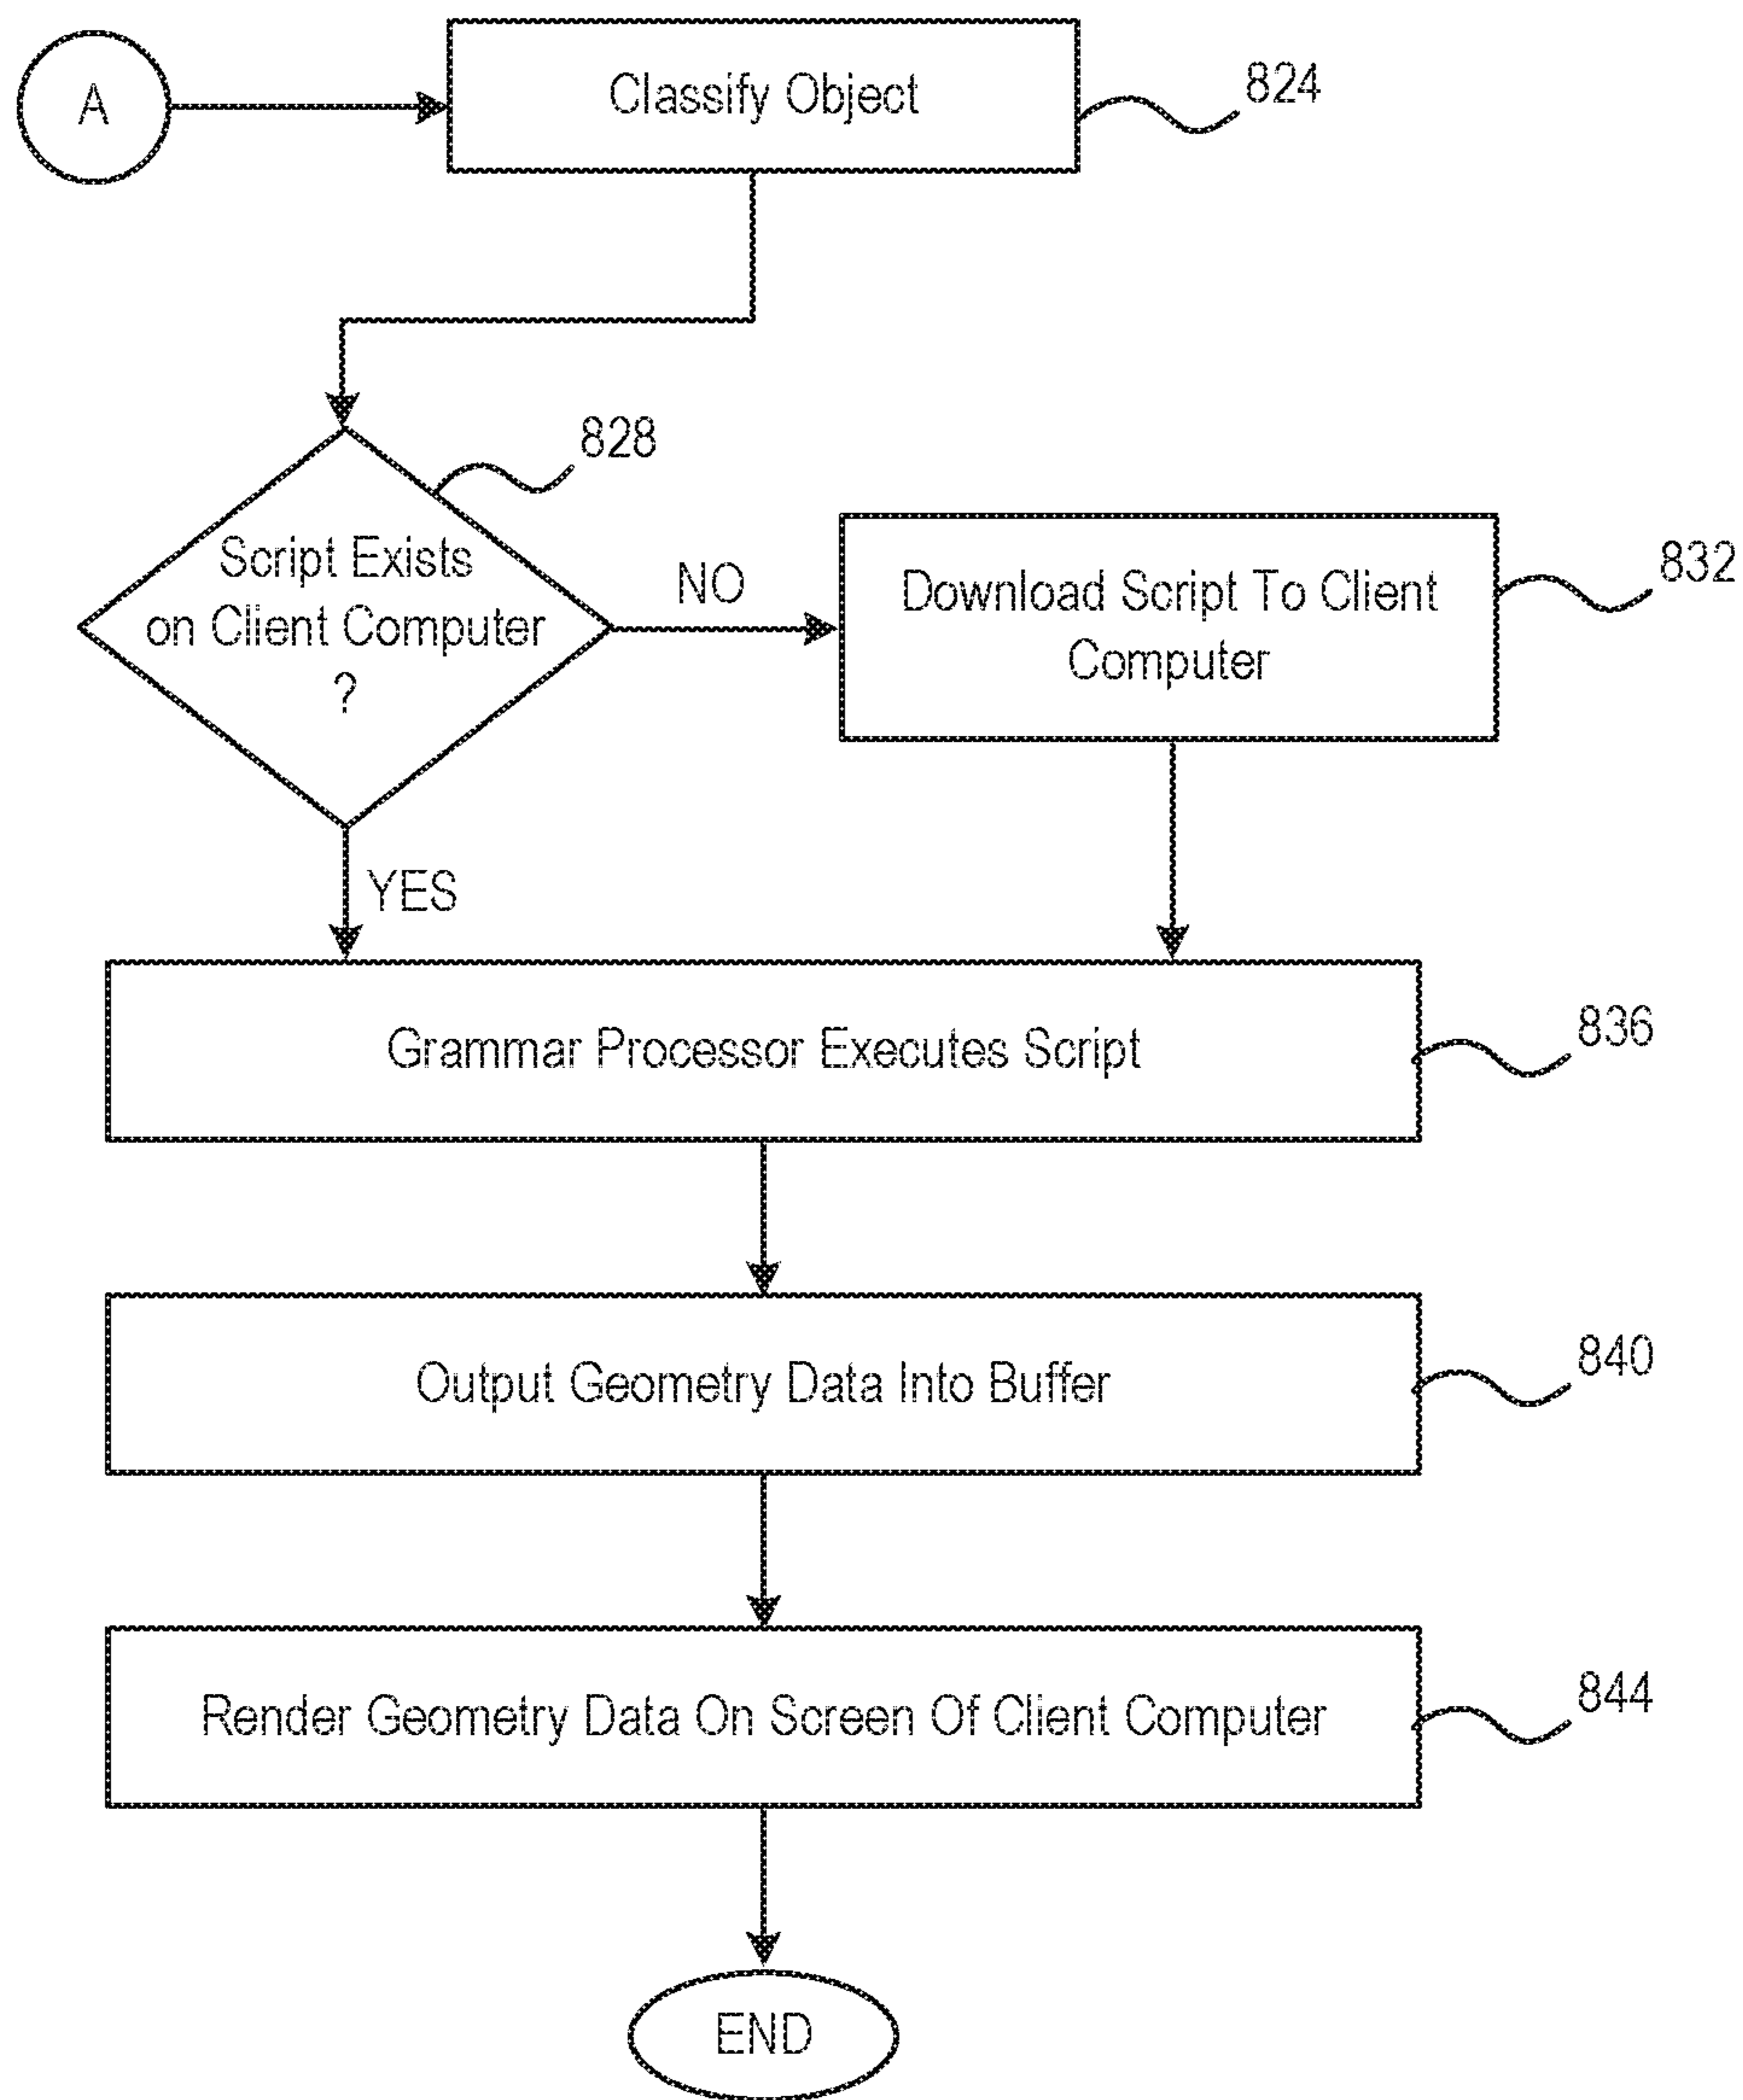 A
Classify Object
824
828
Script Exists
on Client Computer
?
NO
Download Script To Client
Computer
832
YES
Grammar Processor Executes Script
836
Output Geometry Data Into Buffer
840
Render Geometry Data On Screen Of Client Computer
844
END